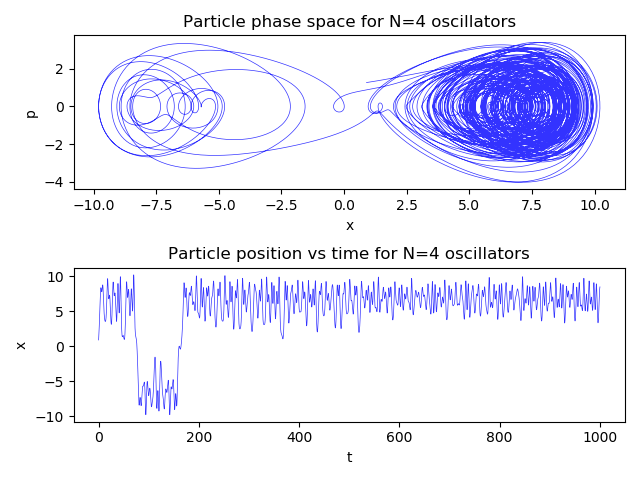 Particle phase space for N=4 oscillators
2
0
−2
−4
p
−10.0 −7.5 −5.0 −2.5 0.0 2.5 5.0 7.5 10.0
x
Particle position vs time for N=4 oscillators
10
5
0
−5
−10
x
0 200 400 600 800 1000
t